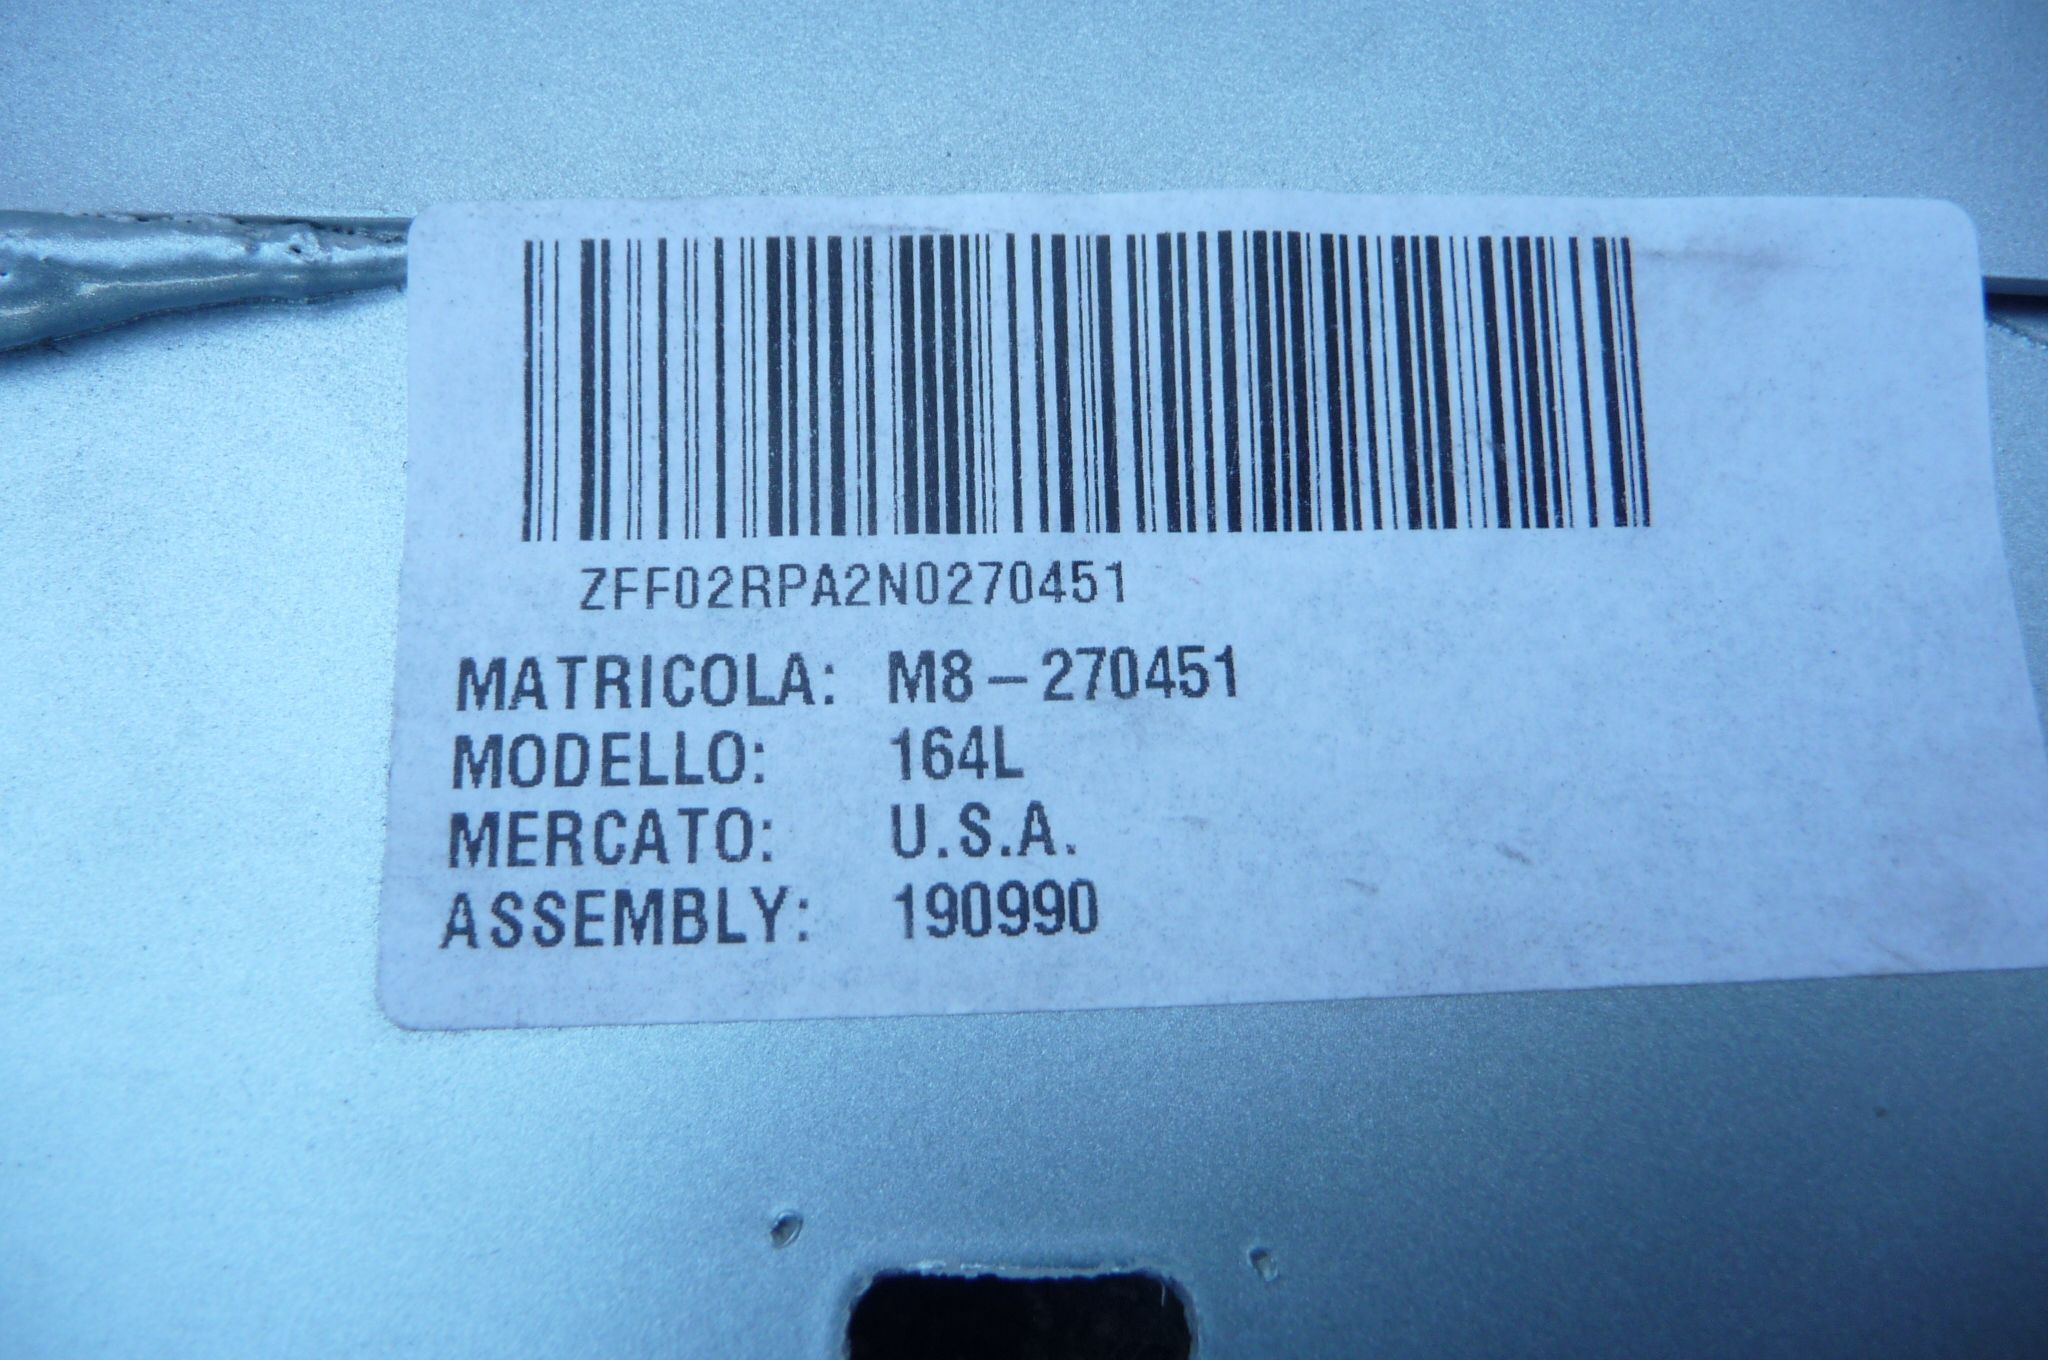 ZFF02RPA2N0270451
MATRICOLA: M8-270451
MODELLO: 164L
MERCATO: U.S.A.
ASSEMBLY: 190990